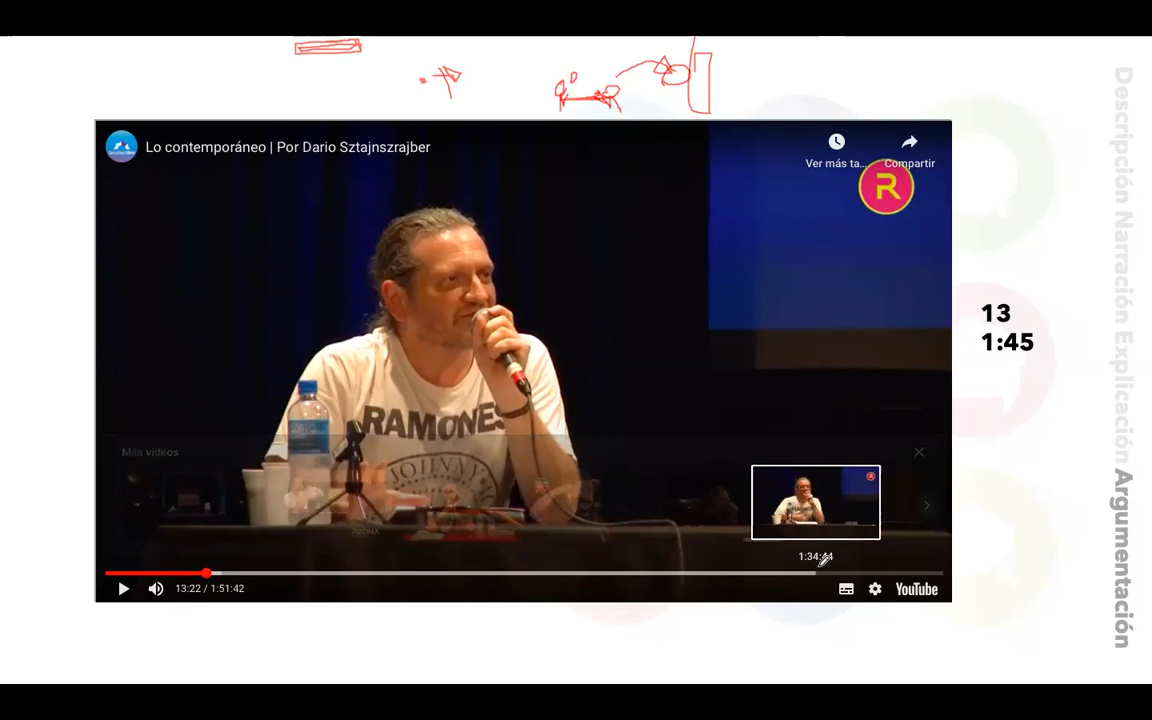 Lo contemporáneo | Por Dario Sztajnszrajber
Ver más ta...
Compartir
R
13
1:45
RAMONES
JOHNNY
Más videos
1:34:44
13:22 / 1:51:42
YouTube
Descripción Narración Explicación Argumentación